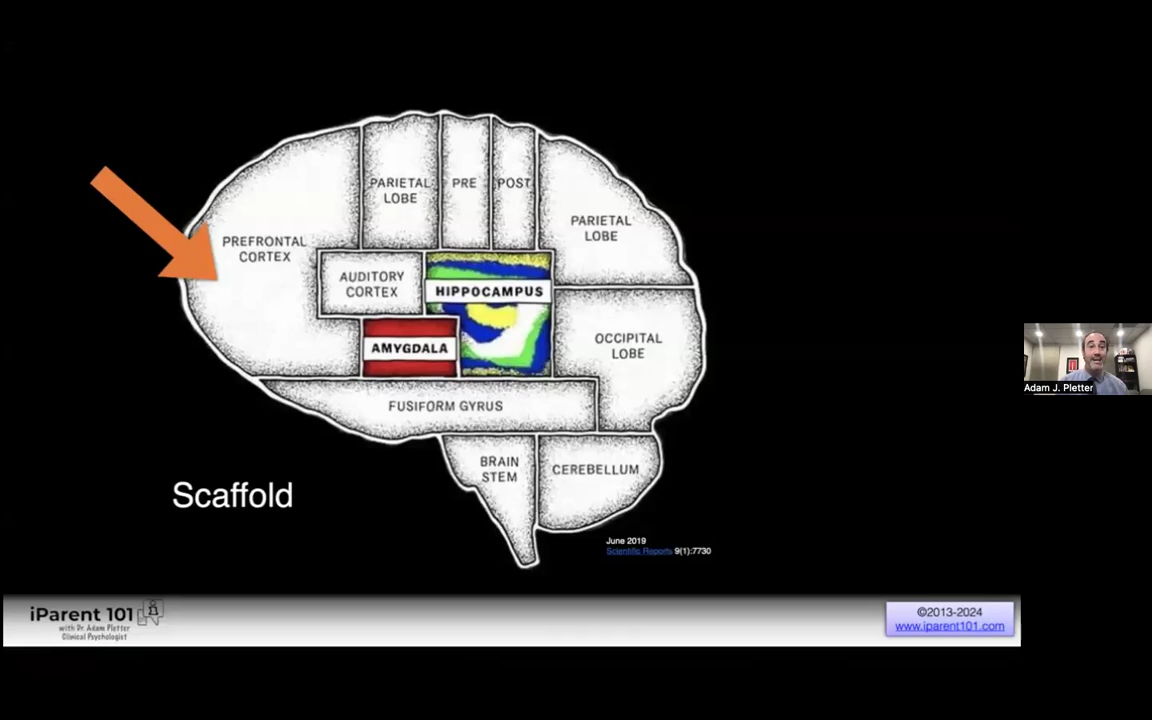 PARIETAL
LOBE
PRE
POST
PREFRONTAL
CORTEX
PARIETAL
LOBE
AUDITORY
CORTEX
HIPPOCAMPUS
AMYGDALA
OCCIPITAL
LOBE
FUSIFORM GYRUS
BRAIN
STEM
CEREBELLUM
Scaffold
June 2019
Scientific Reports 9(1):7730
Adam J. Pletter
iParent 101
with Dr. Adam Pletter
Clinical Psychologist
©2013-2024
www.iparent101.com